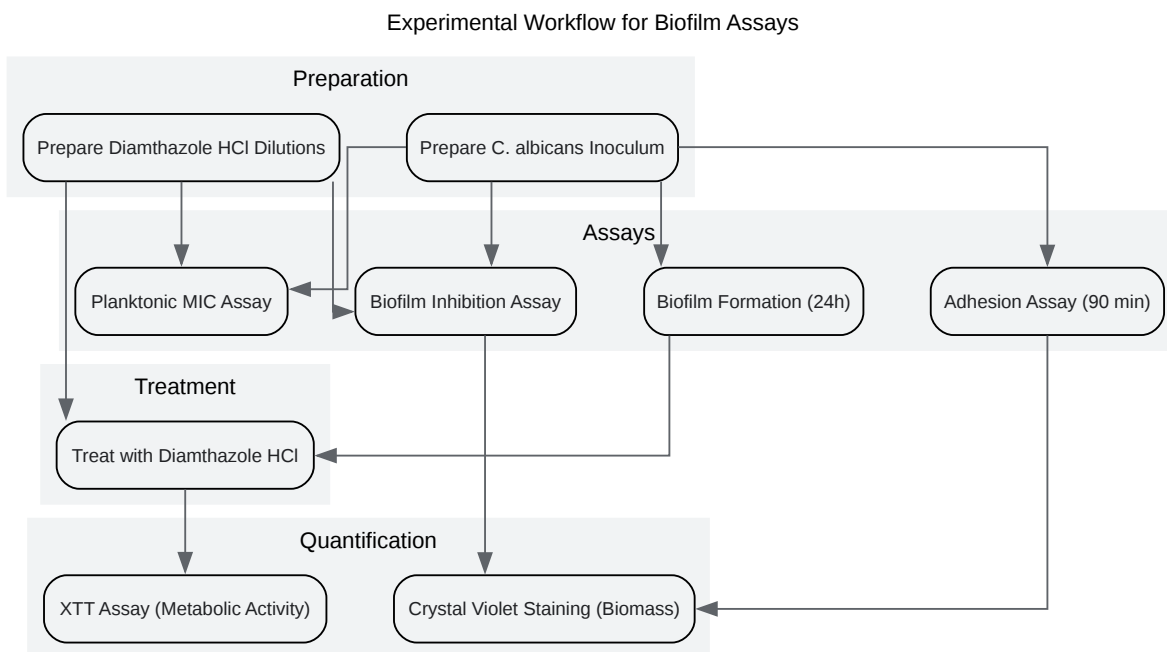 Experimental Workflow for Biofilm Assays
Preparation
Prepare Diamthazole HCl Dilutions
Prepare C. albicans Inoculum
Assays
Planktonic MIC Assay
Biofilm Inhibition Assay
Biofilm Formation (24h)
Adhesion Assay (90 min)
Treatment
Treat with Diamthazole HCl
Quantification
XTT Assay (Metabolic Activity)
Crystal Violet Staining (Biomass)